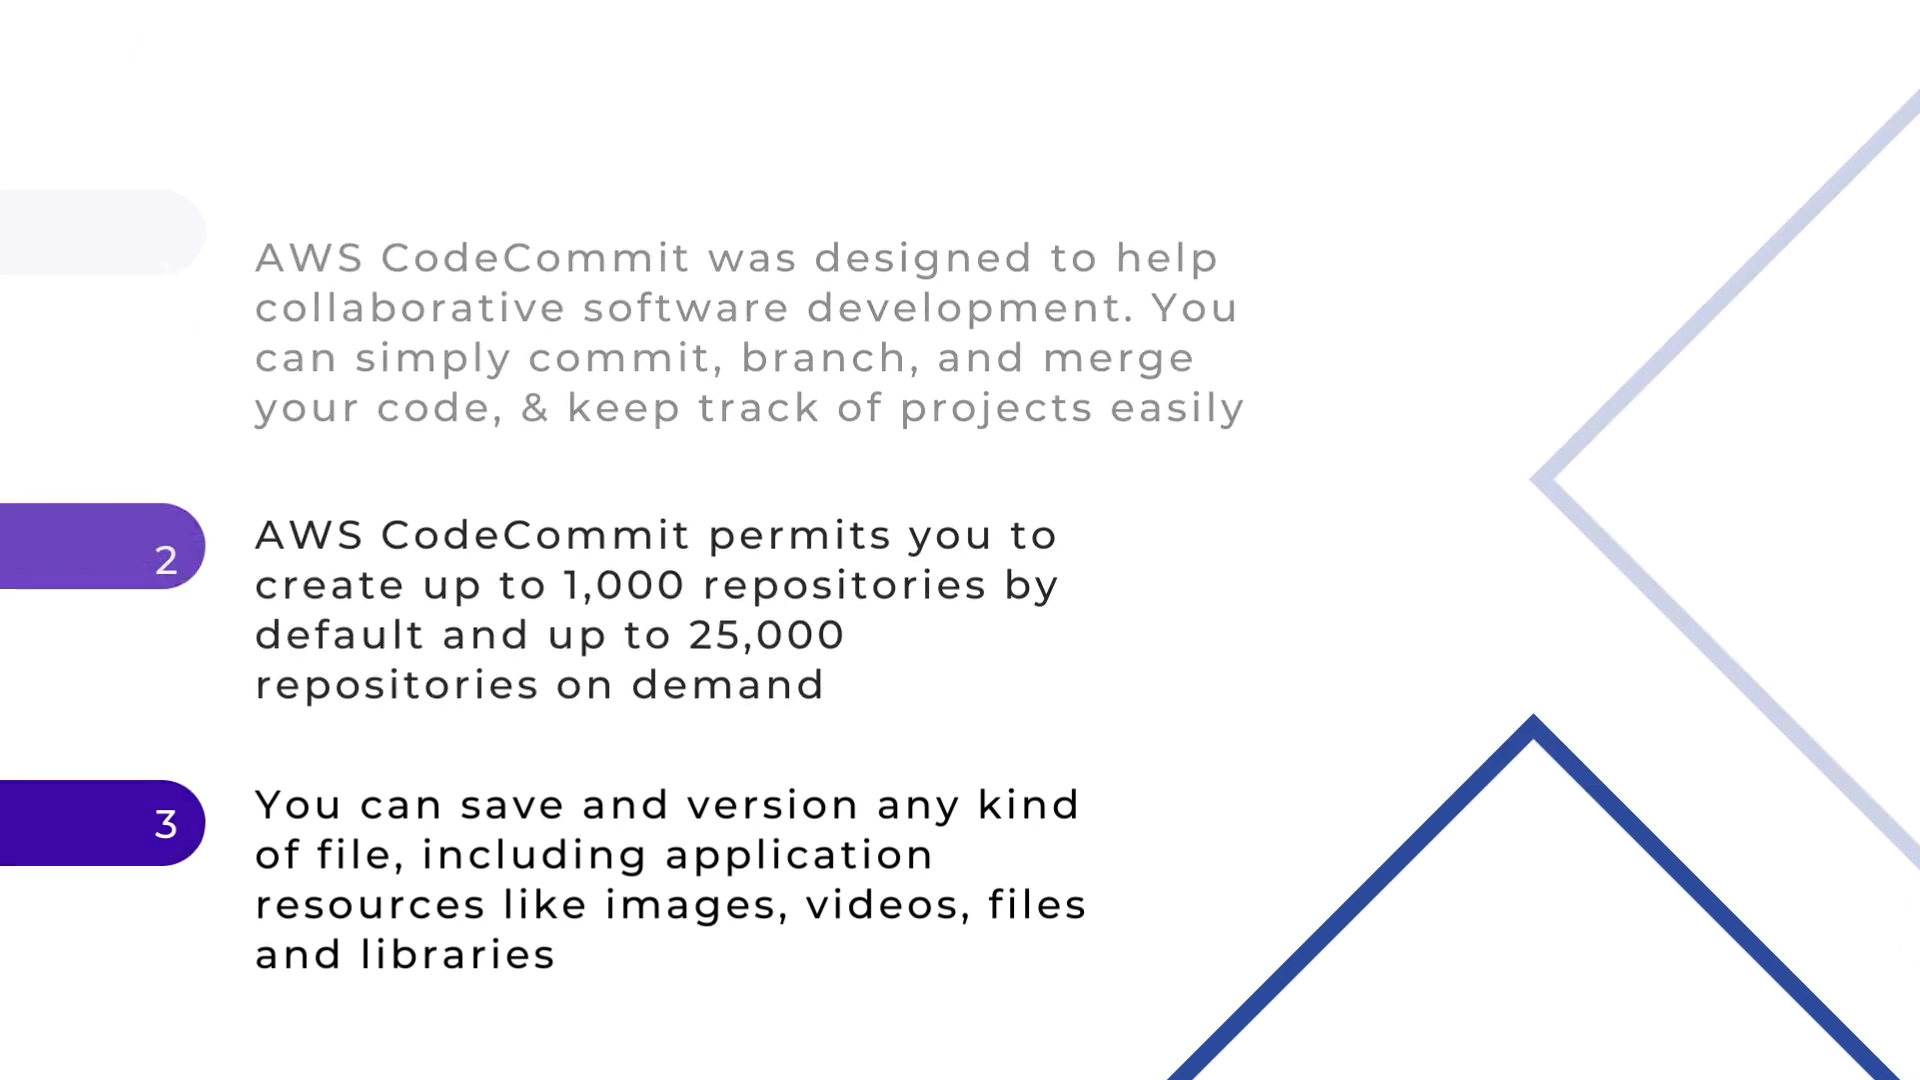 AWS CodeCommit was designed to help
collaborative software development. You
can simply commit, branch, and merge
your code, & keep track of projects easily
2
AWS CodeCommit permits you to
create up to 1,000 repositories by
default and up to 25,000
repositories on demand
3
You can save and version any kind
of file, including application
resources like images, videos, files
and libraries